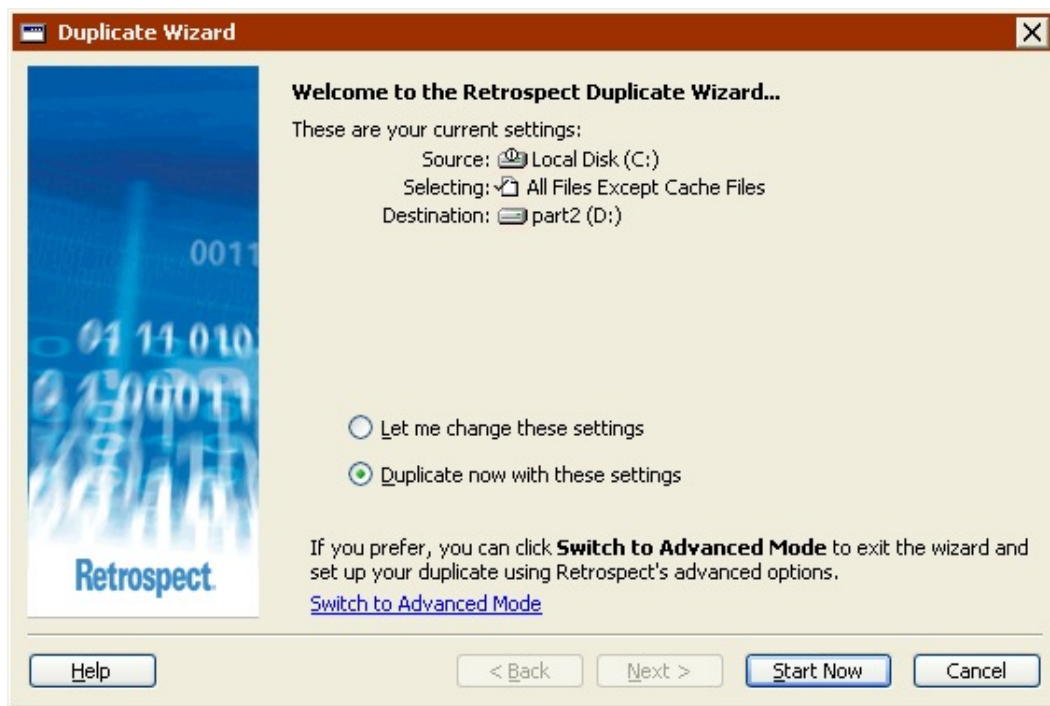 Duplicate Wizard
Welcome to the Retrospect Duplicate Wizard...
These are your current settings:
Source: Local Disk (C:)
Selecting: All Files Except Cache Files
Destination: part2 (D:)
0011
01 11 010
0 1 00011
Let me change these settings
Duplicate now with these settings
If you prefer, you can click Switch to Advanced Mode to exit the wizard and
set up your duplicate using Retrospect's advanced options.
Switch to Advanced Mode
Retrospect.
Help
< Back
Next >
Start Now
Cancel